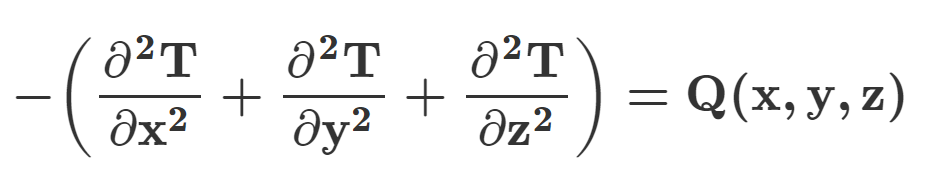 −(∂²T/∂x² + ∂²T/∂y² + ∂²T/∂z²) = Q(x, y, z)